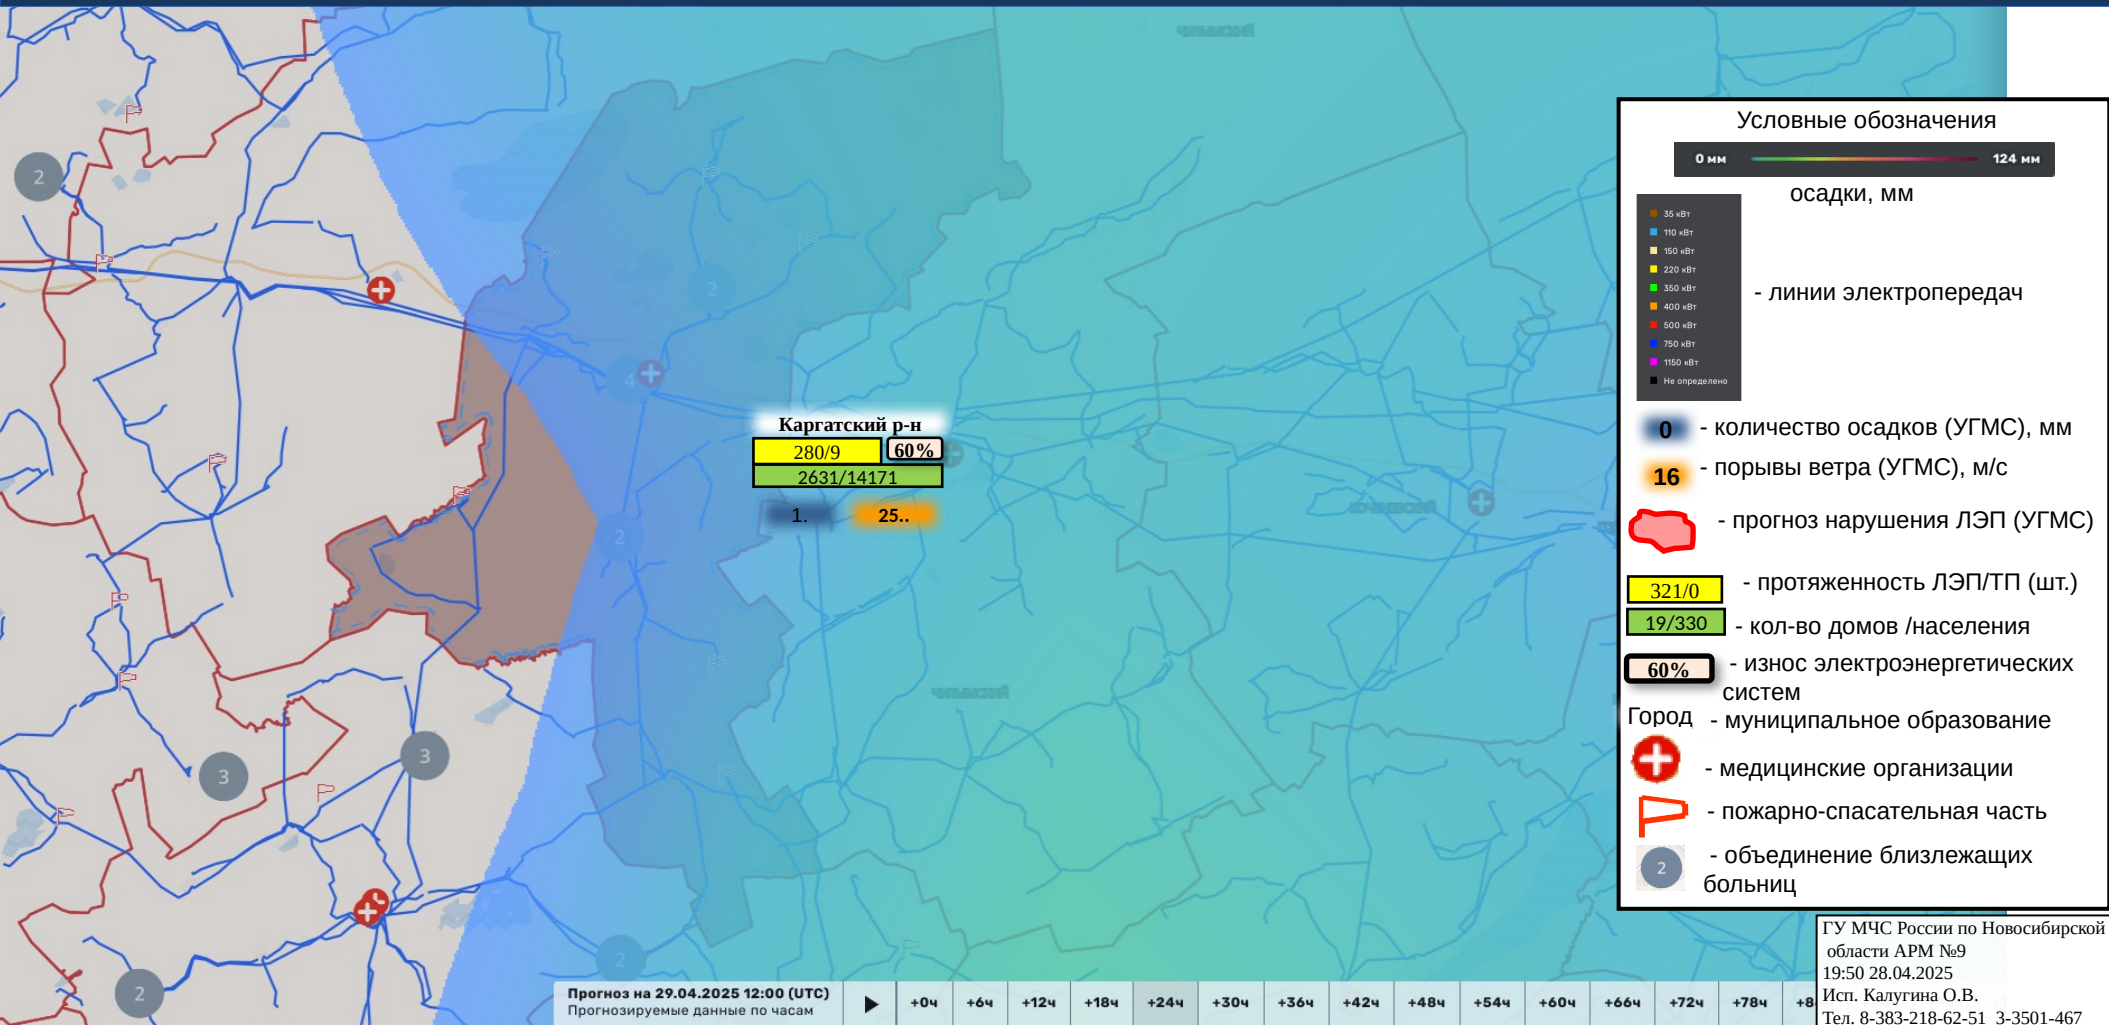 Чулымский
2
2
4
2
2
3
3
2
2
Каргатский р-н
280/9
60%
2631/14171
1.
25..
Кочковский
Чулымский
Условные обозначения
0 мм
124 мм
осадки, мм
35 кВт
110 кВт
150 кВт
220 кВт
350 кВт
400 кВт
500 кВт
750 кВт
1150 кВт
Не определено
- линии электропередач
0 - количество осадков (УГМС), мм
16 - порывы ветра (УГМС), м/с
- прогноз нарушения ЛЭП (УГМС)
321/0 - протяженность ЛЭП/ТП (шт.)
19/330 - кол-во домов /населения
60% - износ электроэнергетических
систем
Город - муниципальное образование
- медицинские организации
- пожарно-спасательная часть
2 - объединение близлежащих
больниц
Прогноз на 29.04.2025 12:00 (UTC)
Прогнозируемые данные по часам
+0ч +6ч +12ч +18ч +24ч +30ч +36ч +42ч +48ч +54ч +60ч +66ч +72ч +78ч +8
ГУ МЧС России по Новосибирской
области АРМ №9
19:50 28.04.2025
Исп. Калугина О.В.
Тел. 8-383-218-62-51 3-3501-467